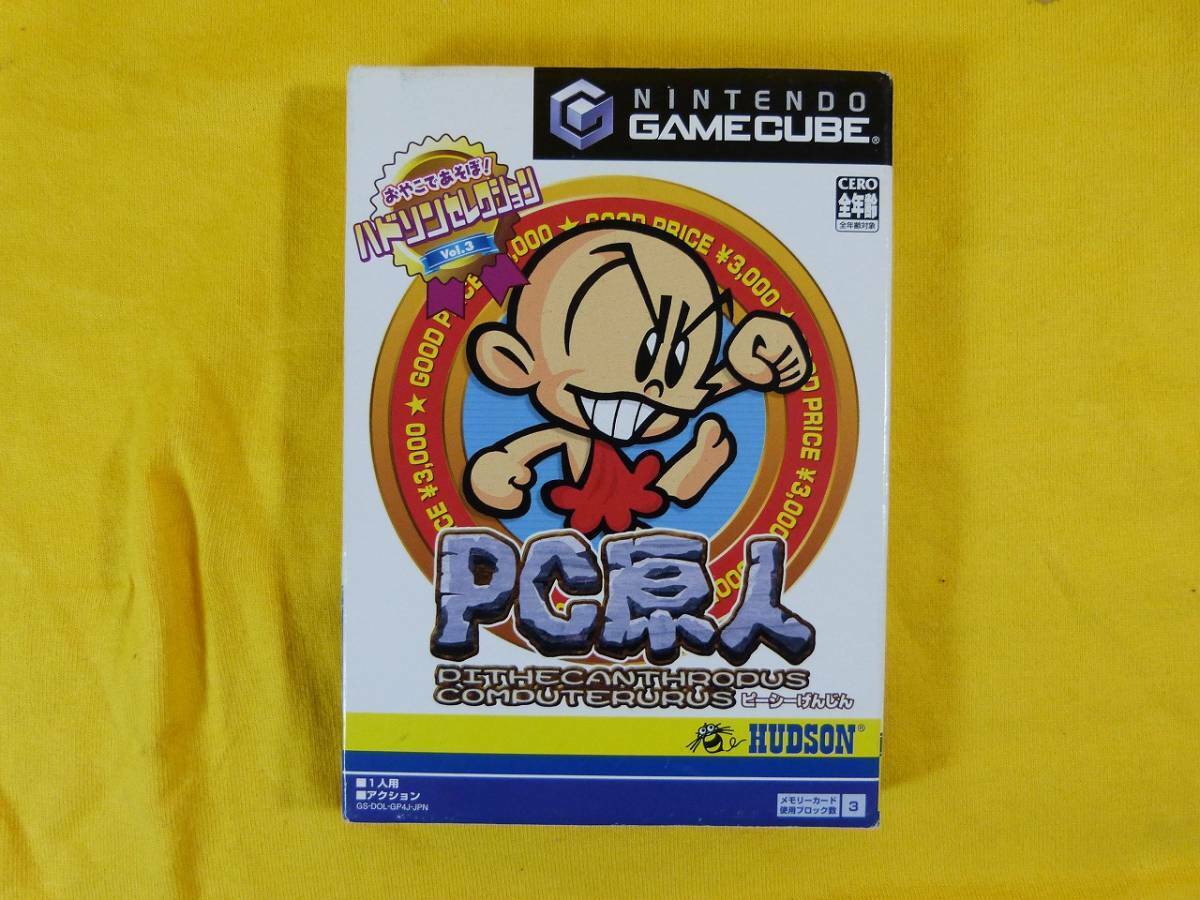 NINTENDO
GAMECUBE®
おやこであそぼ!
ハドソンセレクション
Vol.3
CERO
全年齢
全年齢対象
GOOD PRICE ¥3,000 ★ GOOD PRICE ¥3,000 ★ GOOD PRICE ¥3,000
PC原人
PITHECANTHROPUS
COMPUTERURUS ピーシーげんじん
HUDSON®
■1人用
■アクション
GS-DOL-GP4J-JPN
メモリーカード
使用ブロック数 3